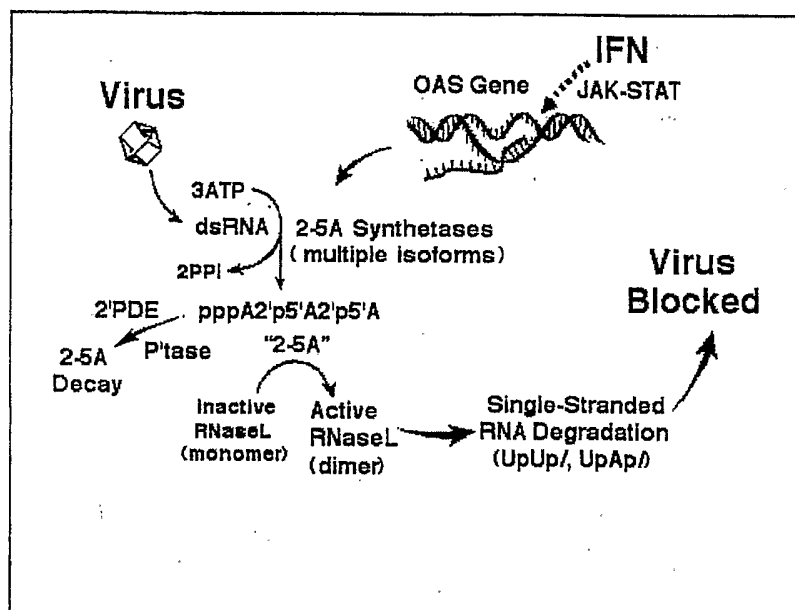 IFN
OAS Gene
JAK-STAT
Virus
3ATP
dsRNA
2-5A Synthetases
(multiple isoforms)
2PPi
Virus
Blocked
2'PDE
pppA2'p5'A2'p5'A
P'tase
"2-5A"
2-5A
Decay
Inactive
RNaseL
(monomer)
Active
RNaseL
(dimer)
Single-Stranded
RNA Degradation
(UpUp/, UpAp/)